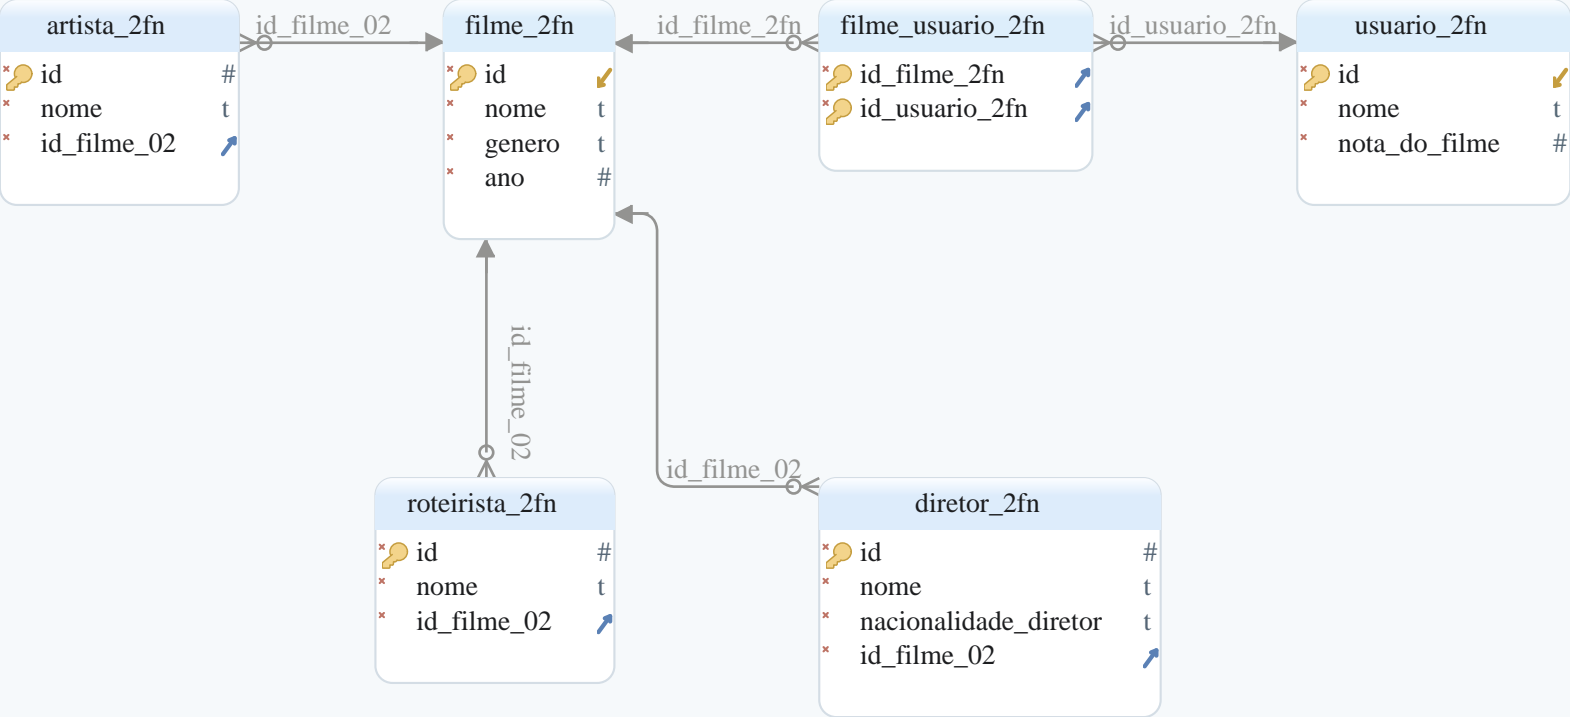 artista_2fn
id #
nome t
id_filme_02
id_filme_02
filme_2fn
id
nome t
genero t
ano #
id_filme_2fn
filme_usuario_2fn
id_filme_2fn
id_usuario_2fn
id_usuario_2fn
usuario_2fn
id
nome t
nota_do_filme #
id_filme_02
roteirista_2fn
id #
nome t
id_filme_02
id_filme_02
diretor_2fn
id #
nome t
nacionalidade_diretor t
id_filme_02